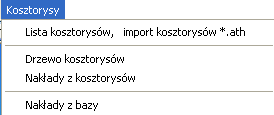 Kosztorysy
Lista kosztorysów,   import kosztorysów *.ath
Drzewo kosztorysów
Nakłady z kosztorysów
Nakłady z bazy